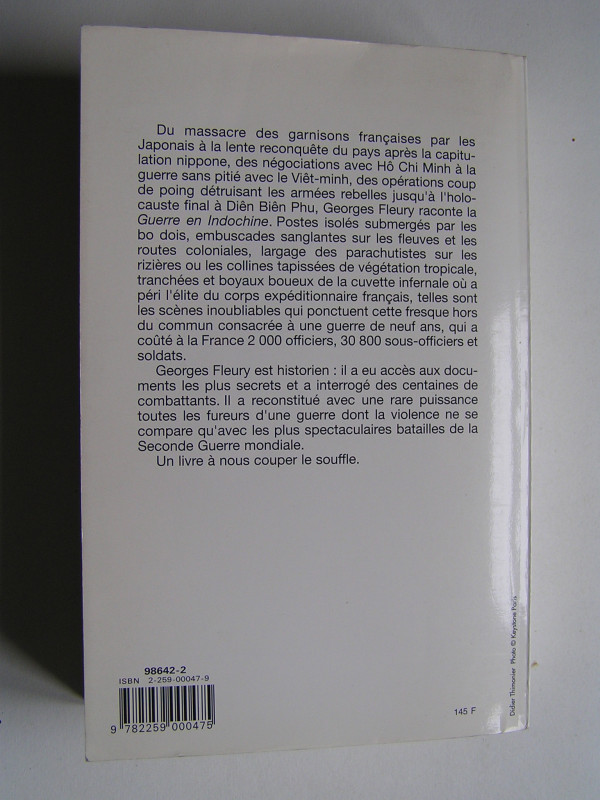 Du massacre des garnisons françaises par les
Japonais à la lente reconquête du pays après la capitu-
lation nippone, des négociations avec Hô Chi Minh à la
guerre sans pitié avec le Viêt-minh, des opérations coup
de poing détruisant les armées rebelles jusqu'à l'holo-
causte final à Diên Biên Phu, Georges Fleury raconte la
Guerre en Indochine. Postes isolés submergés par les
bo dois, embuscades sanglantes sur les fleuves et les
routes coloniales, largage des parachutistes sur les
rizières ou les collines tapissées de végétation tropicale,
tranchées et boyaux boueux de la cuvette infernale où a
péri l'élite du corps expéditionnaire français, telles sont
les scènes inoubliables qui ponctuent cette fresque hors
du commun consacrée à une guerre de neuf ans, qui a
coûté à la France 2 000 officiers, 30 800 sous-officiers et
soldats.
Georges Fleury est historien : il a eu accès aux docu-
ments les plus secrets et a interrogé des centaines de
combattants. Il a reconstitué avec une rare puissance
toutes les fureurs d'une guerre dont la violence ne se
compare qu'avec les plus spectaculaires batailles de la
Seconde Guerre mondiale.
Un livre à nous couper le souffle.
98642-2
ISBN 2-259-00047-9
9 782259 000475
145 F
Didier Thimonier Photo © Keystone Paris